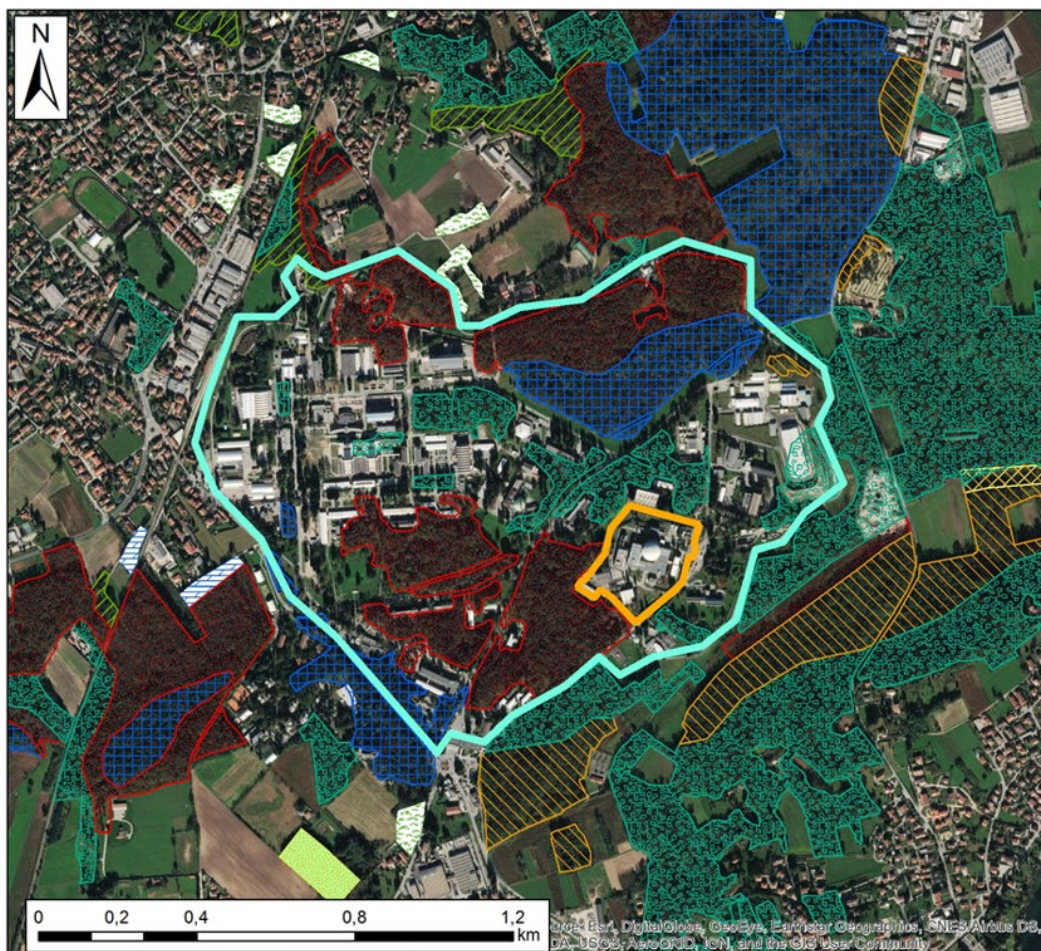 N
0 0,2 0,4 0,8 1,2
km
Source: Esri, DigitalGlobe, GeoEye, Earthstar Geographics, CNES/Airbus DS,
USGS, AeroGRID, IGN, and the GIS User Community